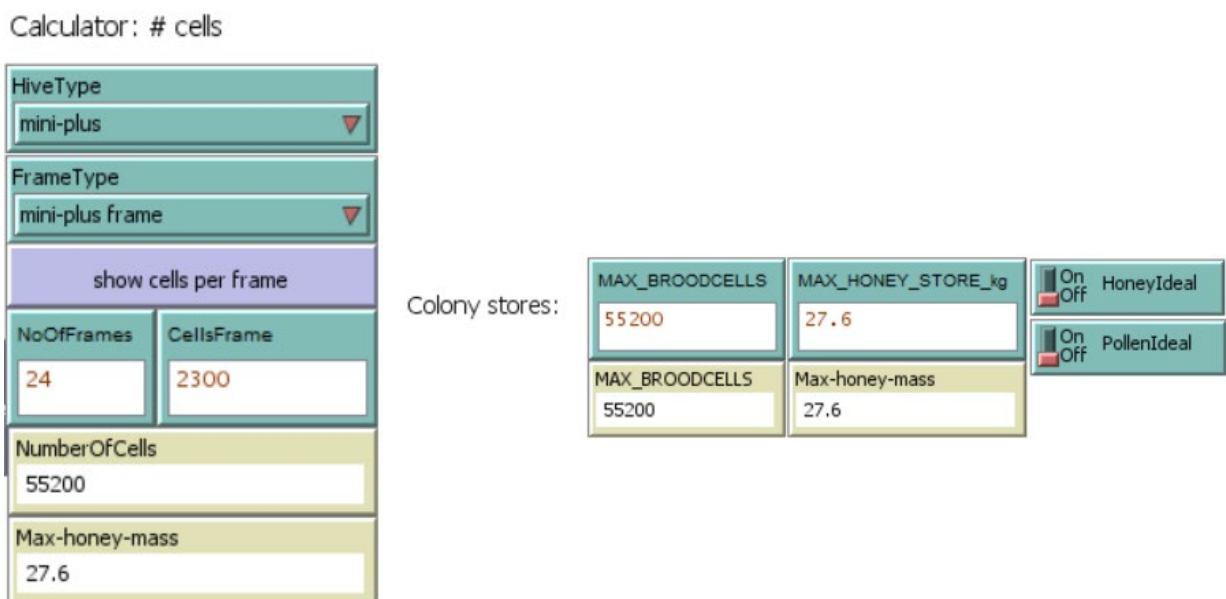 Calculator: # cells
HiveType
mini-plus
FrameType
mini-plus frame
show cells per frame
NoOfFrames
24
CellsFrame
2300
NumberOfCells
55200
Max-honey-mass
27.6
Colony stores:
MAX_BROODCELLS
55200
MAX_HONEY_STORE_kg
27.6
On
Off
HoneyIdeal
On
Off
PollenIdeal
MAX_BROODCELLS
55200
Max-honey-mass
27.6